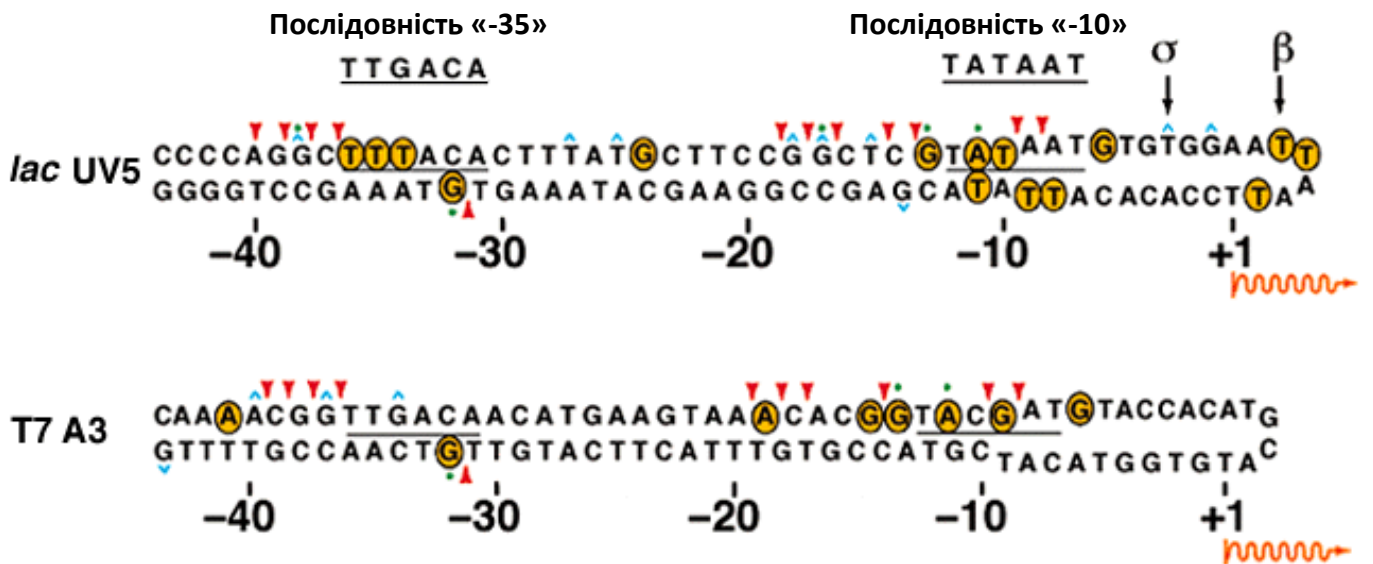 Послідовність «-35» Послідовність «-10»
TTGACA TATAAT σ β
lac UV5
CCCCAGGCTTTACACTTTATGCTTCCGGCTCGTATAATGTGTGGAATT
GGGGTCCGAAATGTGAAATACGAAGGCCGAGCATATTACACACCTTAA
−40 −30 −20 −10 +1
T7 A3
CAAAACGGTTGACAACATGAAGTAAACACGGTACGATGTACCACATG
GTTTTGCCAACTGTTGTACTTCATTTGTGCCATGCTACATGGTGTAC
−40 −30 −20 −10 +1